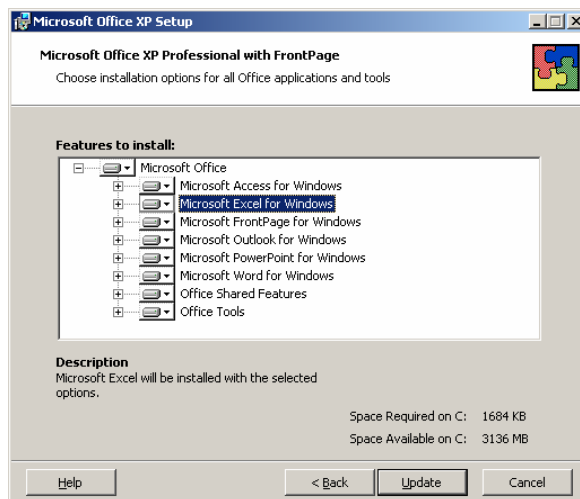 Microsoft Office XP Setup
Microsoft Office XP Professional with FrontPage
Choose installation options for all Office applications and tools
Features to install:
Microsoft Office
Microsoft Access for Windows
Microsoft Excel for Windows
Microsoft FrontPage for Windows
Microsoft Outlook for Windows
Microsoft PowerPoint for Windows
Microsoft Word for Windows
Office Shared Features
Office Tools
Description
Microsoft Excel will be installed with the selected
options.
Space Required on C: 1684 KB
Space Available on C: 3136 MB
Help < Back Update Cancel